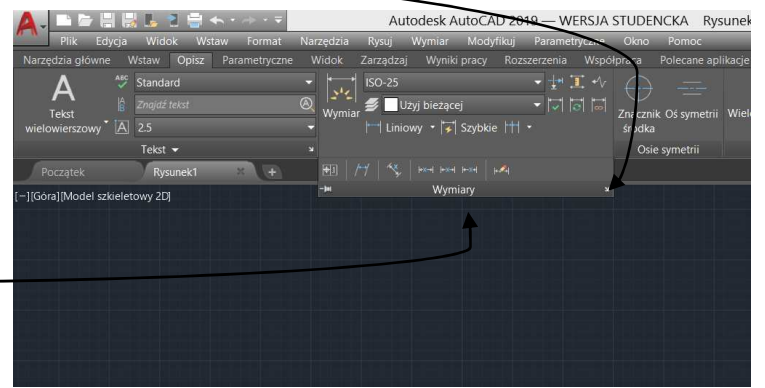 Autodesk AutoCAD 2019 — WERSJA STUDENCKA Rysunek
Plik Edycja Widok Wstaw Format Narzędzia Rysuj Wymiar Modyfikuj Parametryczne Okno Pomoc
Narzędzia główne Wstaw Opisz Parametryczne Widok Zarządzaj Wyniki pracy Rozszerzenia Współpraca Polecane aplikacje
A ABC Standard ISO-25
Znajdź tekst Użyj bieżącej
Tekst wielowierszowy A 2.5 Wymiar Liniowy Szybkie Znacznik środka Oś symetrii Wiel
Tekst Osie symetrii
Początek Rysunek1
Wymiary
[−][Góra][Model szkieletowy 2D]